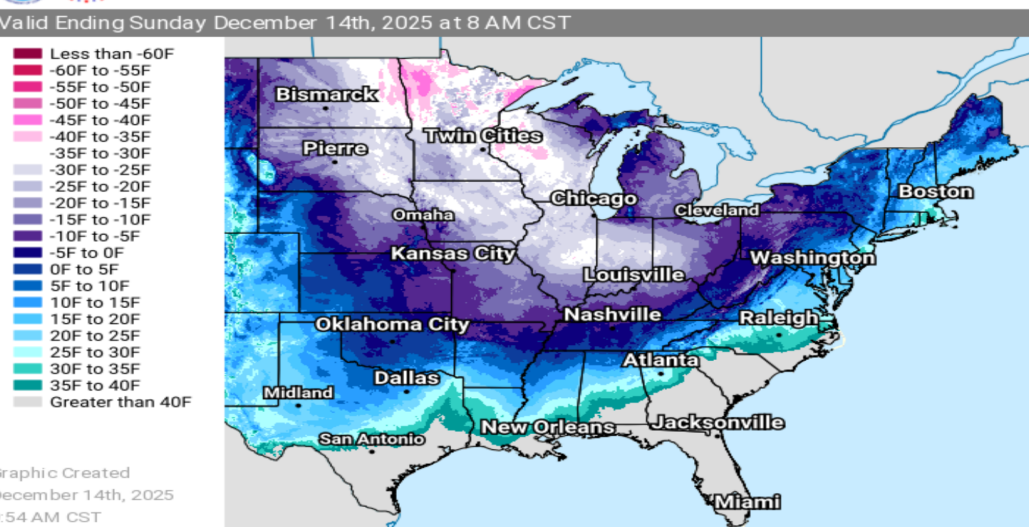 Valid Ending Sunday December 14th, 2025 at 8 AM CST
Less than -60F
-60F to -55F
-55F to -50F
-50F to -45F
-45F to -40F
-40F to -35F
-35F to -30F
-30F to -25F
-25F to -20F
-20F to -15F
-15F to -10F
-10F to -5F
-5F to 0F
0F to 5F
5F to 10F
10F to 15F
15F to 20F
20F to 25F
25F to 30F
30F to 35F
35F to 40F
Greater than 40F
Bismarck
Twin Cities
Pierre
Chicago
Boston
Omaha
Cleveland
Kansas City
Washington
Louisville
Nashville
Raleigh
Oklahoma City
Atlanta
Dallas
Midland
New Orleans
Jacksonville
San Antonio
Miami
raphic Created
ecember 14th, 2025
:54 AM CST